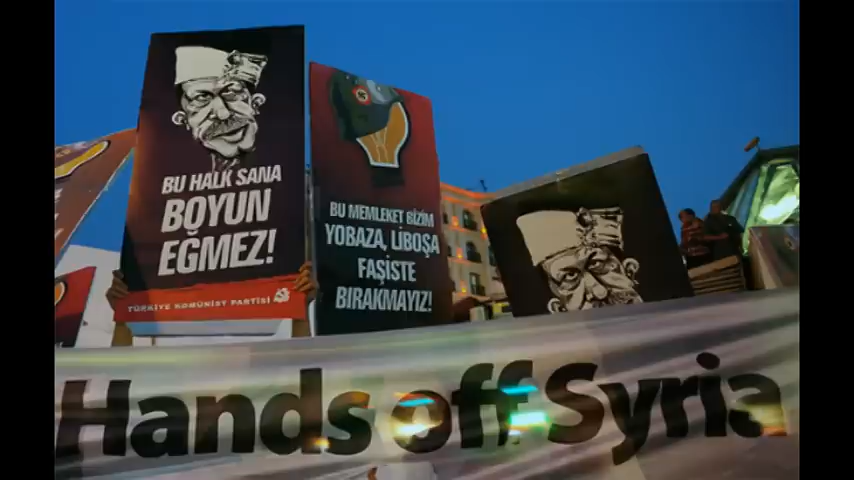 BU HALK SANA
BOYUN
EĞMEZ!
TÜRKİYE KOMÜNİST PARTİSİ
BU MEMLEKET BİZİM
YOBAZA, LİBOŞA
FAŞİSTE
BIRAKMAYIZ!
Hands off Syria